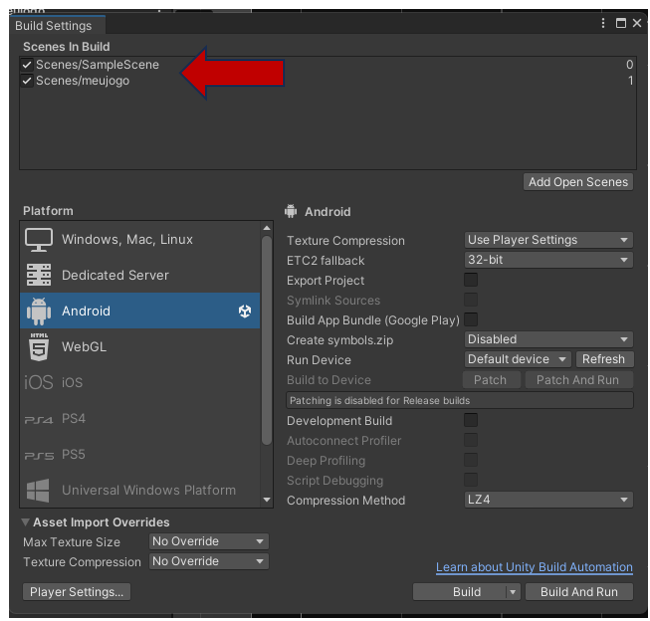 Build Settings
Scenes In Build
Scenes/SampleScene 0
Scenes/meujogo 1
Add Open Scenes
Platform
Windows, Mac, Linux
Dedicated Server
Android
HTML
5
WebGL
iOS iOS
PS4 PS4
PS5 PS5
Universal Windows Platform
Android
Texture Compression Use Player Settings
ETC2 fallback 32-bit
Export Project
Symlink Sources
Build App Bundle (Google Play)
Create symbols.zip Disabled
Run Device Default device Refresh
Build to Device Patch Patch And Run
Patching is disabled for Release builds
Development Build
Autoconnect Profiler
Deep Profiling
Script Debugging
Compression Method LZ4
Asset Import Overrides
Max Texture Size No Override
Texture Compression No Override
Learn about Unity Build Automation
Player Settings... Build Build And Run